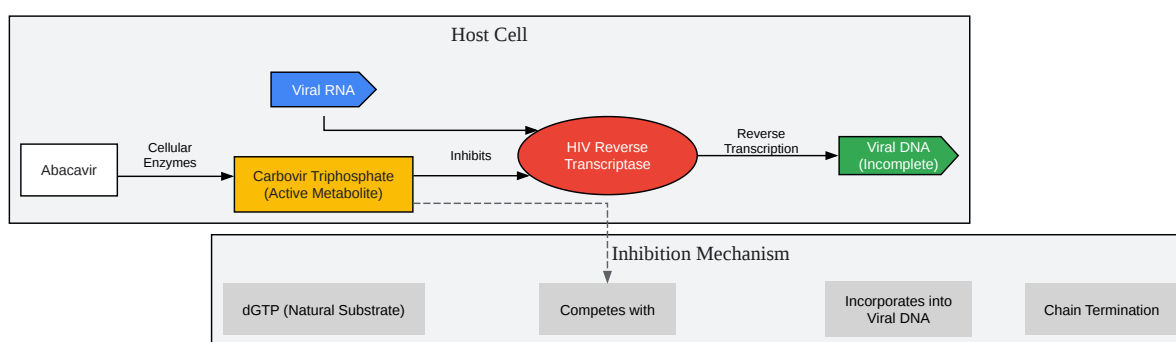 Host Cell
Viral RNA
Abacavir
Cellular
Enzymes
Carbovir Triphosphate
(Active Metabolite)
Inhibits
HIV Reverse
Transcriptase
Reverse
Transcription
Viral DNA
(Incomplete)
Inhibition Mechanism
dGTP (Natural Substrate)
Competes with
Incorporates into
Viral DNA
Chain Termination